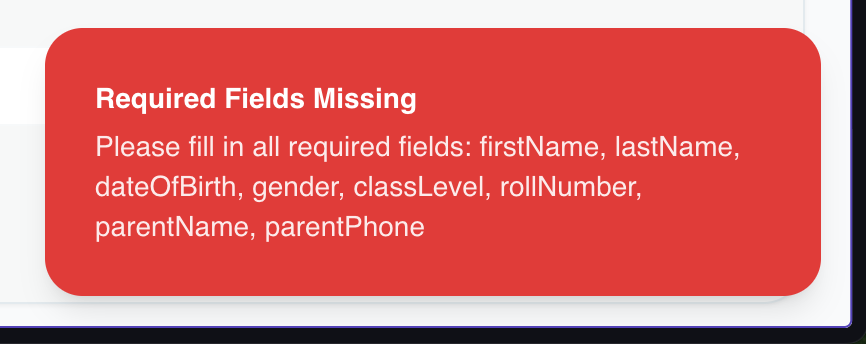 Required Fields Missing
Please fill in all required fields: firstName, lastName,
dateOfBirth, gender, classLevel, rollNumber,
parentName, parentPhone